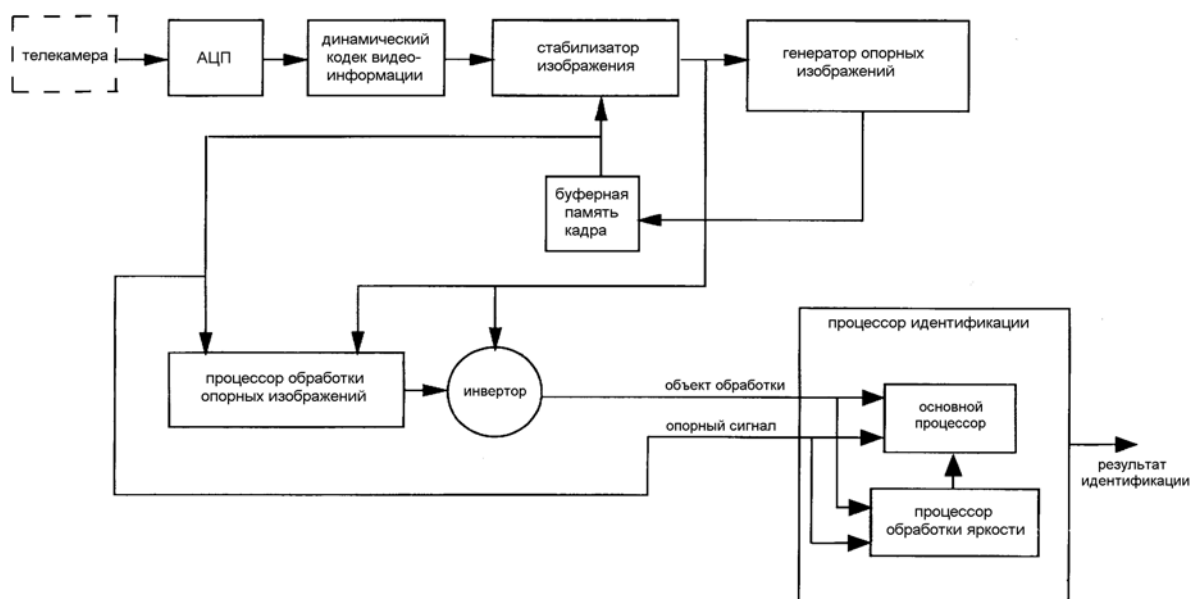 телекамера
АЦП
динамический
кодек видео-
информации
стабилизатор
изображения
генератор опорных
изображений
буферная
память
кадра
процессор идентификации
процессор обработки
опорных изображений
инвертор
объект обработки
опорный сигнал
основной
процессор
результат
идентификации
процессор
обработки яркости